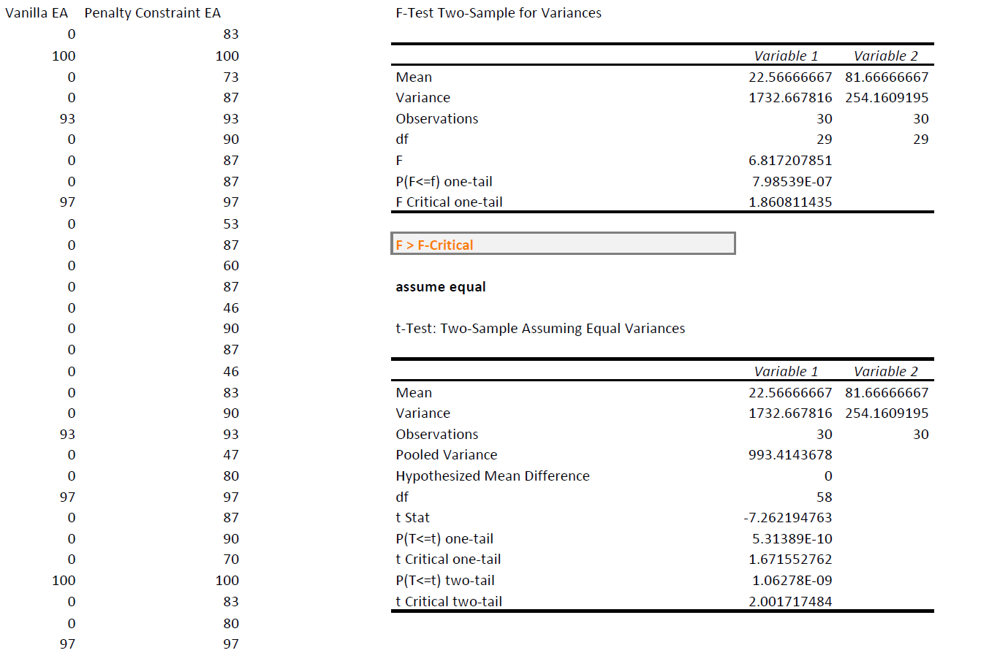 Vanilla EA Penalty Constraint EA
0 83
100 100
0 73
0 87
93 93
0 90
0 87
0 87
97 97
0 53
0 87
0 60
0 87
0 46
0 90
0 87
0 46
0 83
0 90
93 93
0 47
0 80
97 97
0 87
0 90
0 70
100 100
0 83
0 80
97 97
F-Test Two-Sample for Variances
Variable 1 Variable 2
Mean 22.56666667 81.66666667
Variance 1732.667816 254.1609195
Observations 30 30
df 29 29
F 6.817207851
P(F<=f) one-tail 7.98539E-07
F Critical one-tail 1.860811435
F > F-Critical
assume equal
t-Test: Two-Sample Assuming Equal Variances
Variable 1 Variable 2
Mean 22.56666667 81.66666667
Variance 1732.667816 254.1609195
Observations 30 30
Pooled Variance 993.4143678
Hypothesized Mean Difference 0
df 58
t Stat -7.262194763
P(T<=t) one-tail 5.31389E-10
t Critical one-tail 1.671552762
P(T<=t) two-tail 1.06278E-09
t Critical two-tail 2.001717484